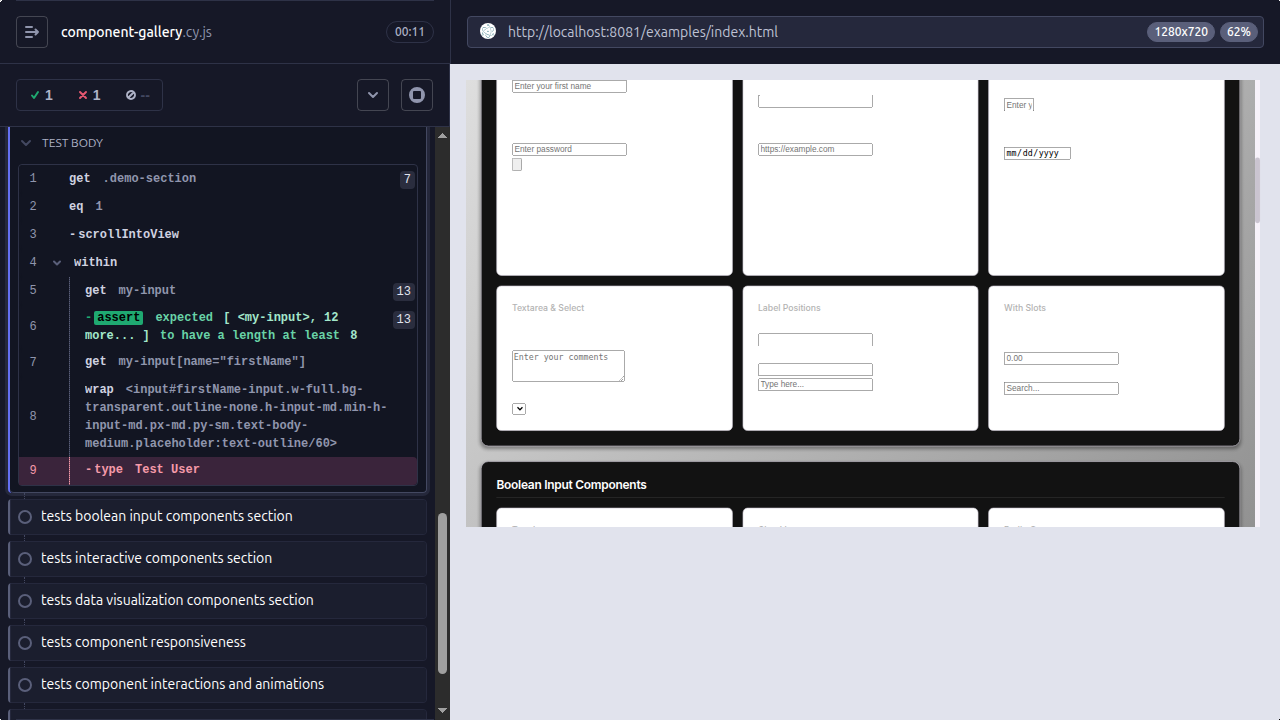 component-gallery.cy.js
00:11
http://localhost:8081/examples/index.html
1280x720
62%
1
1
--
TEST BODY
1 get .demo-section 7
2 eq 1
3 -scrollIntoView
4 within
5 get my-input 13
6 -assert expected [ <my-input>, 12 more... ] to have a length at least 8 13
7 get my-input[name="firstName"]
8 wrap <input#firstName-input.w-full.bg-
transparent.outline-none.h-input-md.min-h-
input-md.px-md.py-sm.text-body-
medium.placeholder:text-outline/60>
9 -type Test User
tests boolean input components section
tests interactive components section
tests data visualization components section
tests component responsiveness
tests component interactions and animations
Enter your first name
Enter y
Enter password
https://example.com
mm/dd/yyyy
Textarea & Select
Label Positions
With Slots
Enter your comments
Type here...
0.00
Search...
Boolean Input Components